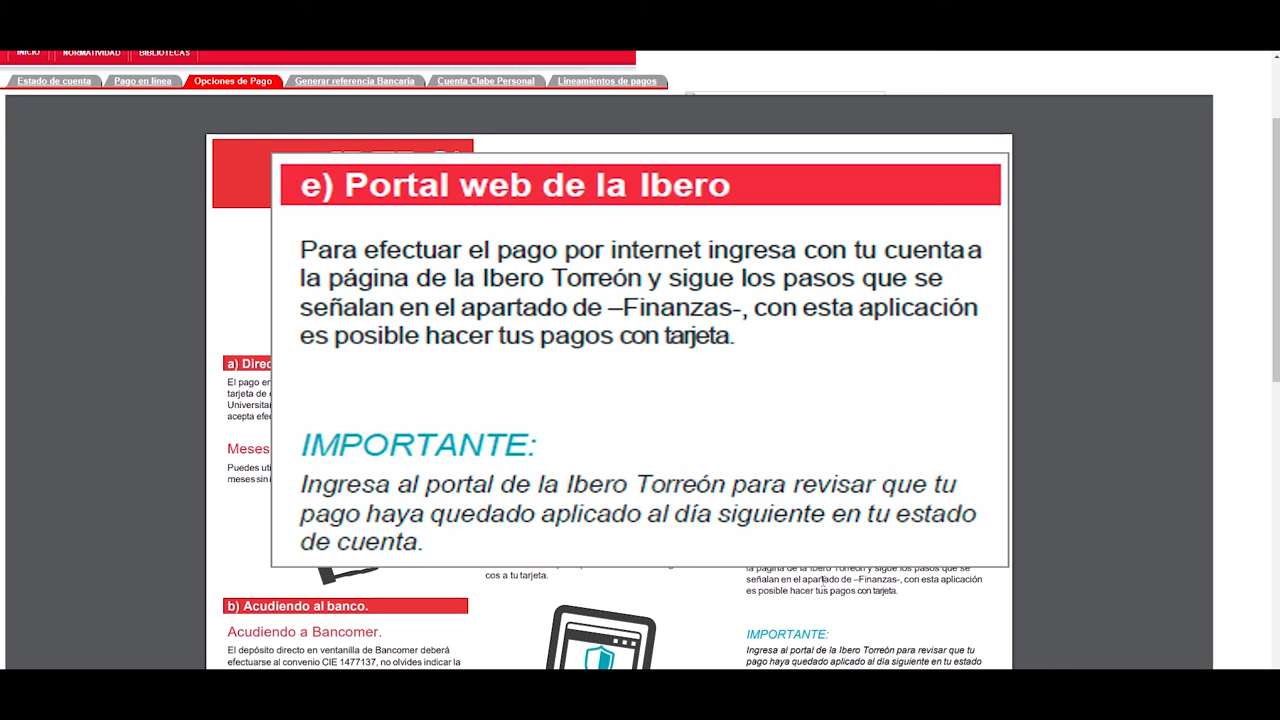 INICIO NORMATIVIDAD BIBLIOTECAS
Estado de cuenta Pago en línea Opciones de Pago Generar referencia Bancaria Cuenta Clabe Personal Lineamientos de pagos
e) Portal web de la Ibero
Para efectuar el pago por internet ingresa con tu cuenta a
la página de la Ibero Torreón y sigue los pasos que se
señalan en el apartado de –Finanzas-, con esta aplicación
es posible hacer tus pagos con tarjeta.
IMPORTANTE:
Ingresa al portal de la Ibero Torreón para revisar que tu
pago haya quedado aplicado al día siguiente en tu estado
de cuenta.
a) Direc
El pago en
tarjeta de
Universitar
acepta efe
Meses
Puedes uti
meses sin
cos a tu tarjeta.
b) Acudiendo al banco.
Acudiendo a Bancomer.
El depósito directo en ventanilla de Bancomer deberá
efectuarse al convenio CIE 1477137, no olvides indicar la
la página de la Ibero Torreón y sigue los pasos que se
señalan en el apartado de –Finanzas-, con esta aplicación
es posible hacer tus pagos con tarjeta.
IMPORTANTE:
Ingresa al portal de la Ibero Torreón para revisar que tu
pago haya quedado aplicado al día siguiente en tu estado